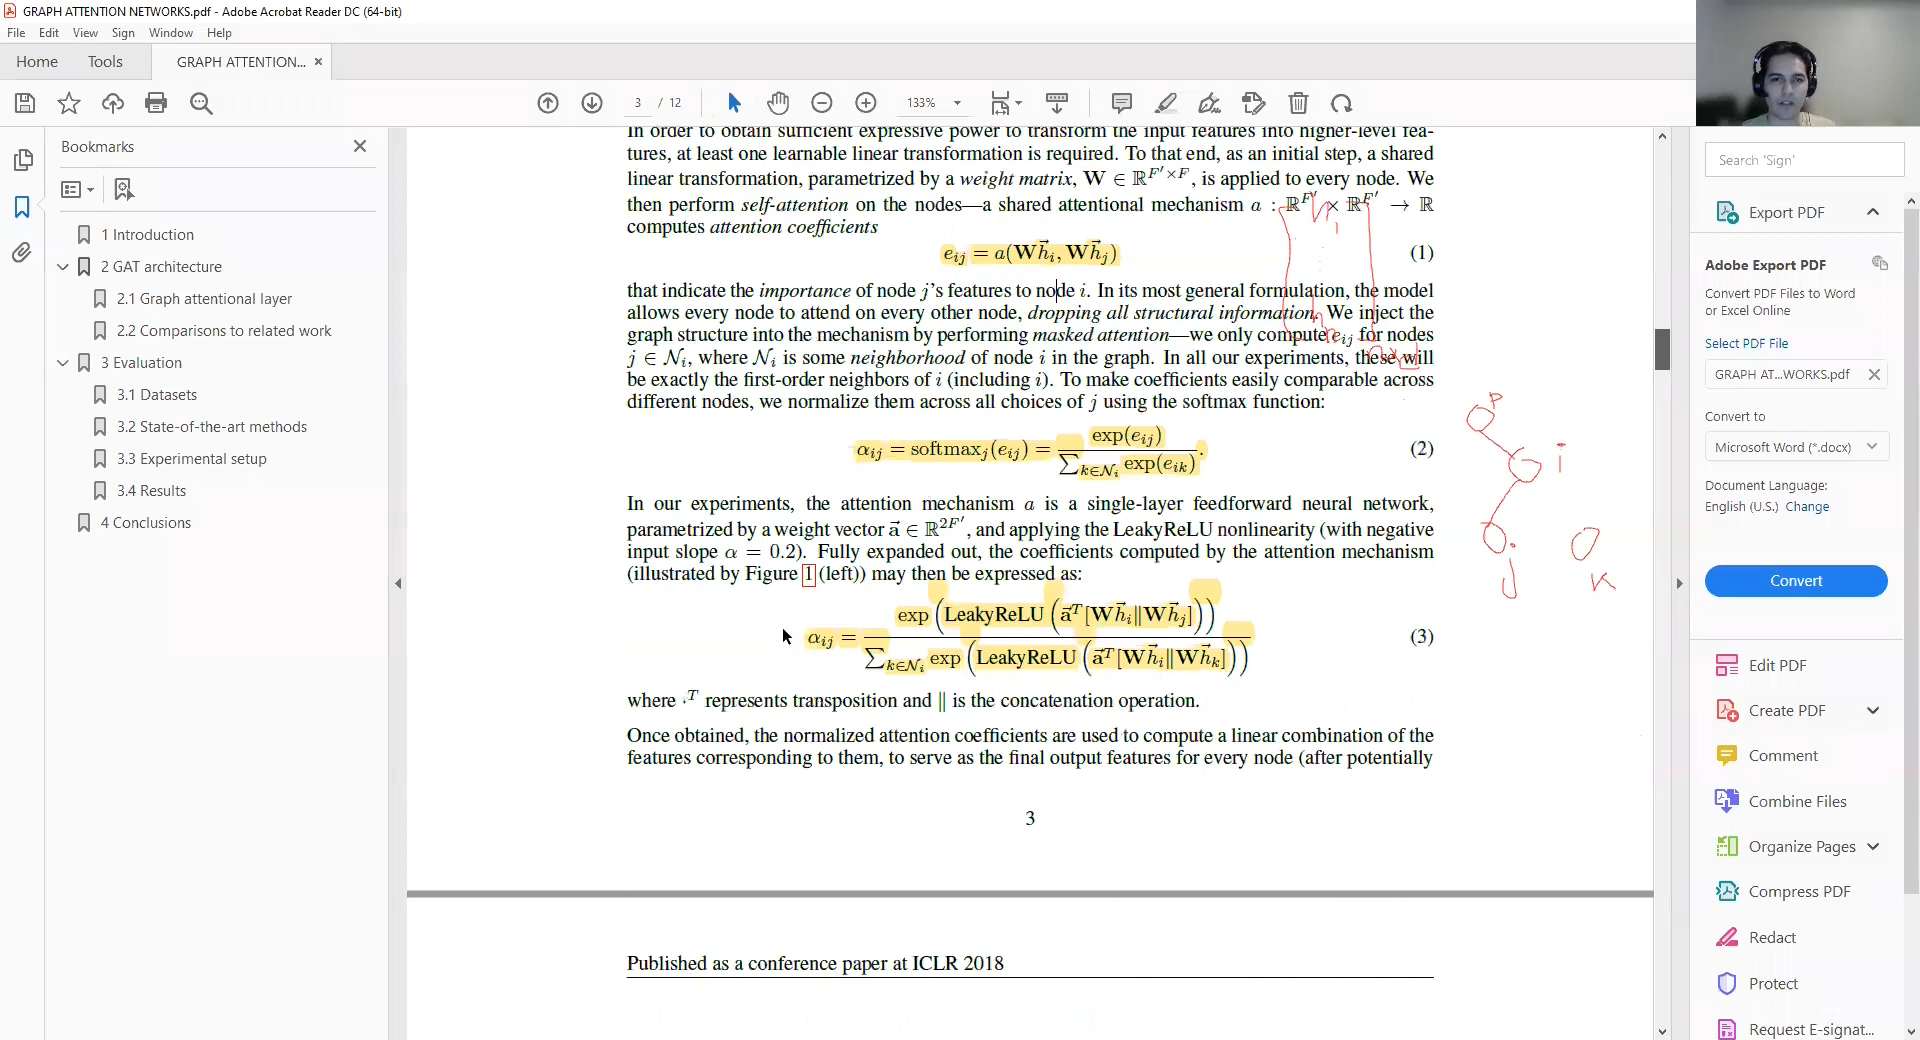 GRAPH ATTENTION NETWORKS.pdf - Adobe Acrobat Reader DC (64-bit)
File Edit View Sign Window Help
Home Tools GRAPH ATTENTION... ×
3 / 12 133%
Bookmarks
1 Introduction
2 GAT architecture
2.1 Graph attentional layer
2.2 Comparisons to related work
3 Evaluation
3.1 Datasets
3.2 State-of-the-art methods
3.3 Experimental setup
3.4 Results
4 Conclusions
In order to obtain sufficient expressive power to transform the input features into higher-level fea-
tures, at least one learnable linear transformation is required. To that end, as an initial step, a shared
linear transformation, parametrized by a weight matrix, W ∈ ℝ^{F′×F}, is applied to every node. We
then perform self-attention on the nodes—a shared attentional mechanism a : ℝ^{F′} × ℝ^{F′} → ℝ
computes attention coefficients
e_{ij} = a(Wh⃗_i, Wh⃗_j) (1)
that indicate the importance of node j's features to node i. In its most general formulation, the model
allows every node to attend on every other node, dropping all structural information. We inject the
graph structure into the mechanism by performing masked attention—we only compute e_{ij} for nodes
j ∈ N_i, where N_i is some neighborhood of node i in the graph. In all our experiments, these will
be exactly the first-order neighbors of i (including i). To make coefficients easily comparable across
different nodes, we normalize them across all choices of j using the softmax function:
α_{ij} = softmax_j(e_{ij}) = exp(e_{ij}) / ∑_{k∈N_i} exp(e_{ik}). (2)
In our experiments, the attention mechanism a is a single-layer feedforward neural network,
parametrized by a weight vector a⃗ ∈ ℝ^{2F′}, and applying the LeakyReLU nonlinearity (with negative
input slope α = 0.2). Fully expanded out, the coefficients computed by the attention mechanism
(illustrated by Figure 1 (left)) may then be expressed as:
α_{ij} = exp(LeakyReLU(a⃗^T[Wh⃗_i‖Wh⃗_j])) / ∑_{k∈N_i} exp(LeakyReLU(a⃗^T[Wh⃗_i‖Wh⃗_k])) (3)
where ·^T represents transposition and ‖ is the concatenation operation.
Once obtained, the normalized attention coefficients are used to compute a linear combination of the
features corresponding to them, to serve as the final output features for every node (after potentially
3
Published as a conference paper at ICLR 2018
P
i
j
K
Search 'Sign'
Export PDF
Adobe Export PDF
Convert PDF Files to Word
or Excel Online
Select PDF File
GRAPH AT...WORKS.pdf
Convert to
Microsoft Word (*.docx)
Document Language:
English (U.S.) Change
Convert
Edit PDF
Create PDF
Comment
Combine Files
Organize Pages
Compress PDF
Redact
Protect
Request E-signat...